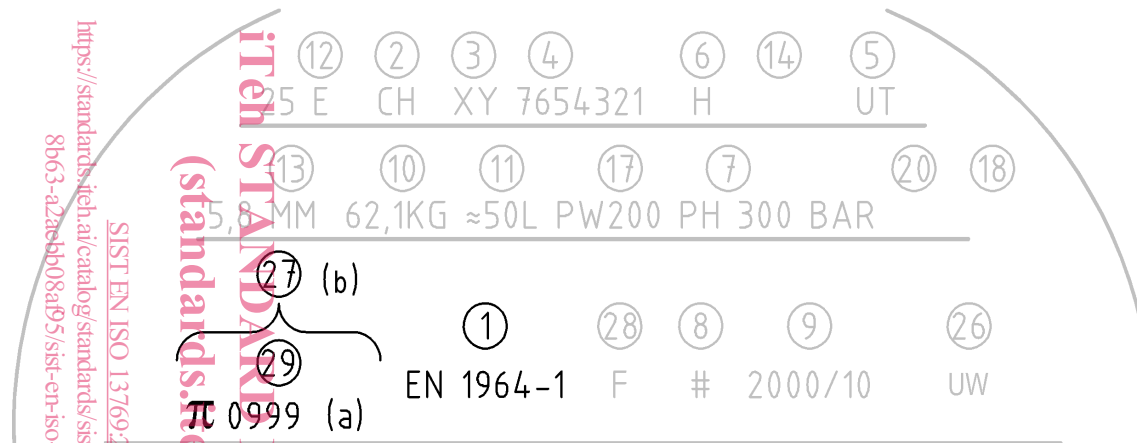 12 2 3 4 6 14 5
25 E CH XY 7654321 H UT
13 10 11 17 7 20 18
5,8 MM 62,1KG ≈50L PW200 PH 300 BAR
27 (b)
29 1 28 8 9 26
π 0999 (a) EN 1964-1 F # 2000/10 UW
iTeh STANDARD
(standards.ite
SIST EN ISO 13769:2
https://standards.iteh.ai/catalog/standards/sis
8b63-a2aebb08af95/sist-en-iso-